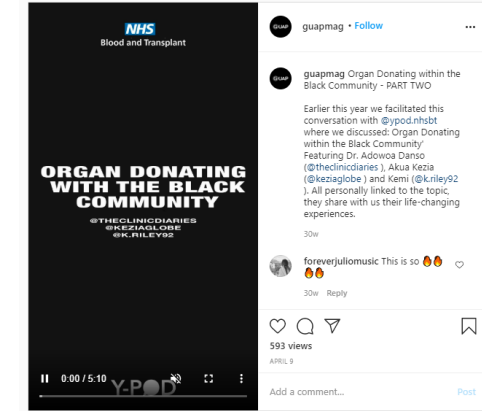 NHS
Blood and Transplant
ORGAN DONATING
WITH THE BLACK
COMMUNITY
@THECLINICDIARIES
@KEZIAGLOBE
@K.RILEY92
0:00 / 5:10
Y-POD
GUAP
guapmag • Follow
GUAP
guapmag Organ Donating within the
Black Community - PART TWO
Earlier this year we facilitated this
conversation with @ypod.nhsbt
where we discussed: Organ Donating
within the Black Community'
Featuring Dr. Adowoa Danso
(@theclinicdiaries ), Akua Kezia
(@keziaglobe ) and Kemi (@k.riley92
). All personally linked to the topic,
they share with us their life-changing
experiences.
30w
foreverjuliomusic This is so 🔥🔥
🔥🔥
30w Reply
593 views
APRIL 9
Add a comment... Post